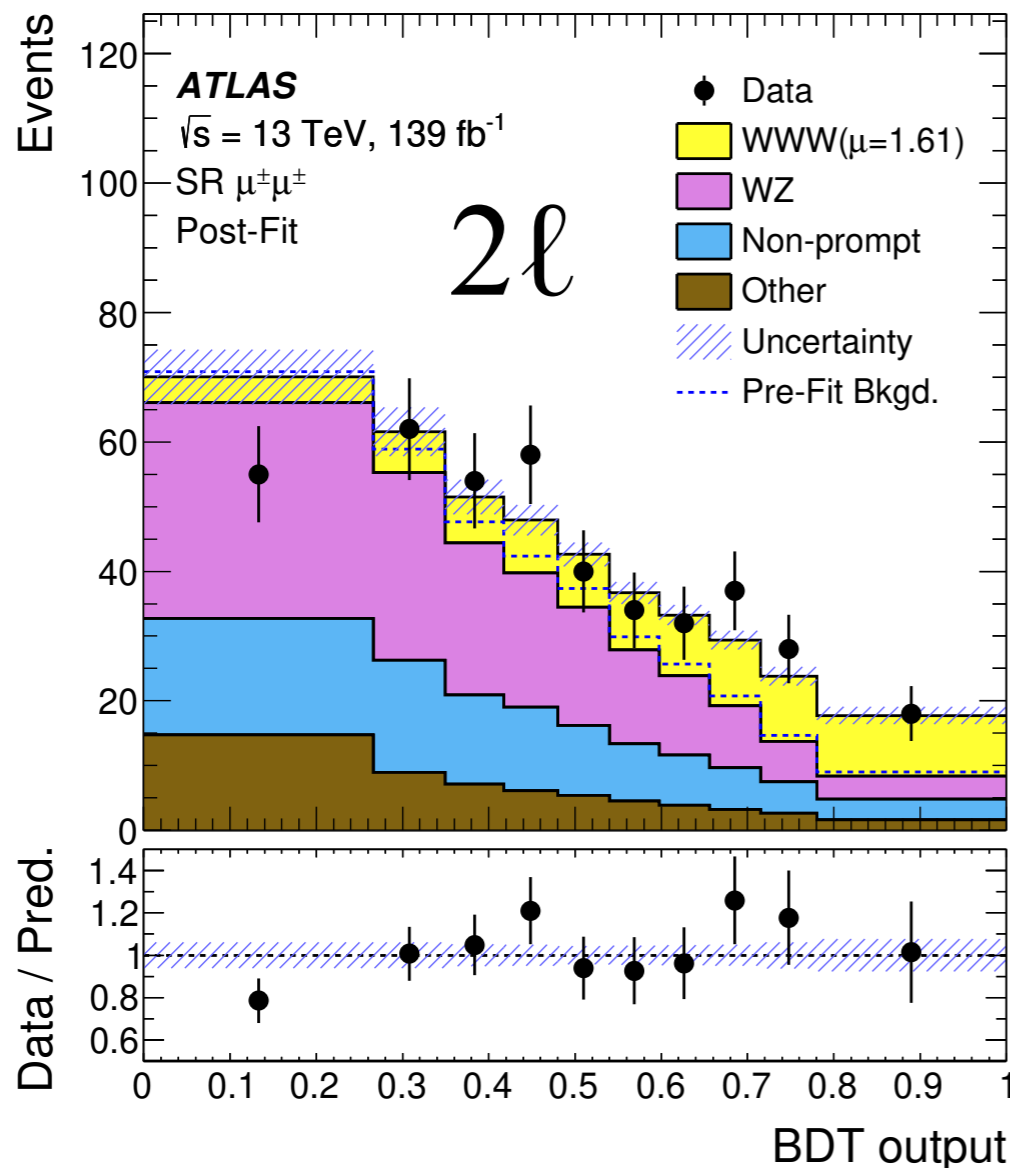 Events
120
100
80
60
40
20
0
ATLAS
√s = 13 TeV, 139 fb⁻¹
SR μ±μ±
Post-Fit
2ℓ
Data
WWW(μ=1.61)
WZ
Non-prompt
Other
Uncertainty
Pre-Fit Bkgd.
Data / Pred.
1.4
1.2
1
0.8
0.6
0 0.1 0.2 0.3 0.4 0.5 0.6 0.7 0.8 0.9 1
BDT output